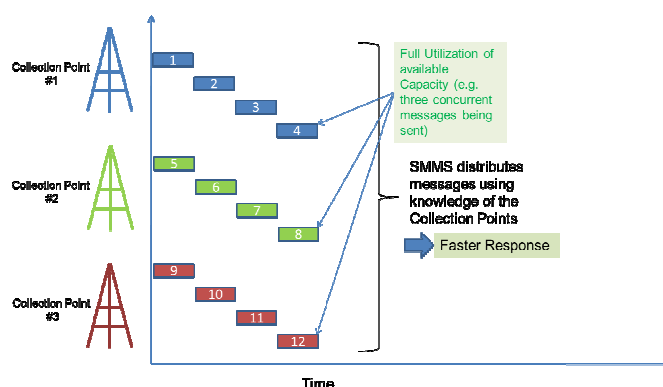 Collection Point
#1
1
2
3
4
Full Utilization of
available
Capacity (e.g.
three concurrent
messages being
sent)
Collection Point
#2
5
6
7
8
SMMS distributes
messages using
knowledge of the
Collection Points
Faster Response
Collection Point
#3
9
10
11
12
Time